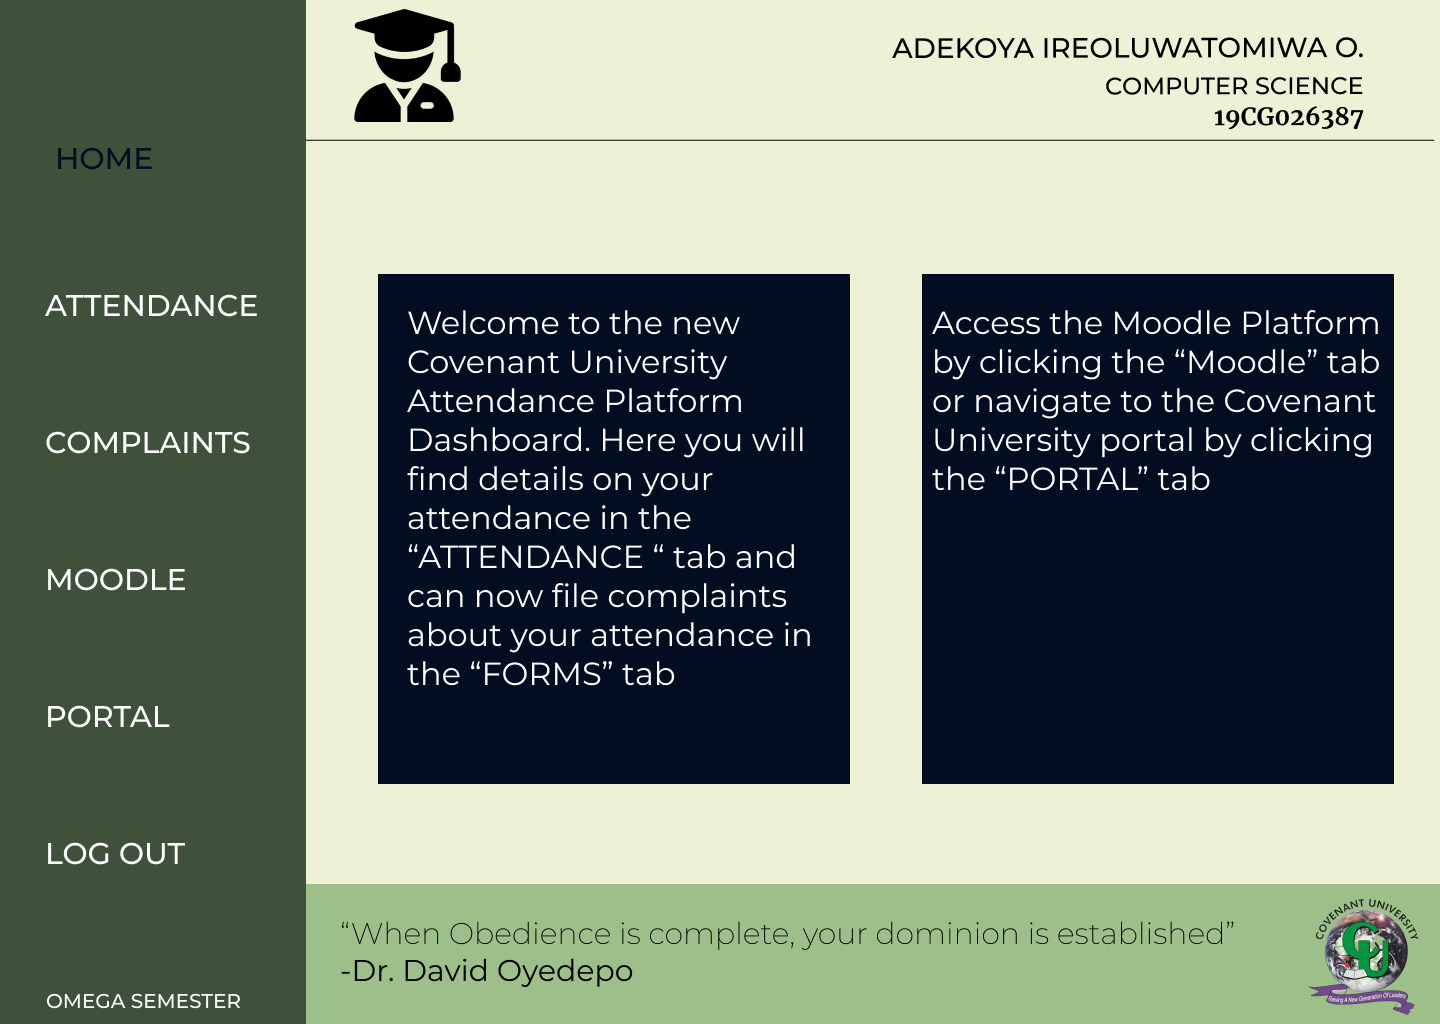 ADEKOYA IREOLUWATOMIWA O.
COMPUTER SCIENCE
19CG026387
HOME
ATTENDANCE
COMPLAINTS
MOODLE
PORTAL
LOG OUT
OMEGA SEMESTER
Welcome to the new
Covenant University
Attendance Platform
Dashboard. Here you will
find details on your
attendance in the
“ATTENDANCE “ tab and
can now file complaints
about your attendance in
the “FORMS” tab
Access the Moodle Platform
by clicking the “Moodle” tab
or navigate to the Covenant
University portal by clicking
the “PORTAL” tab
“When Obedience is complete, your dominion is established”
-Dr. David Oyedepo
COVENANT UNIVERSITY
CU
Raising A New Generation Of Leaders